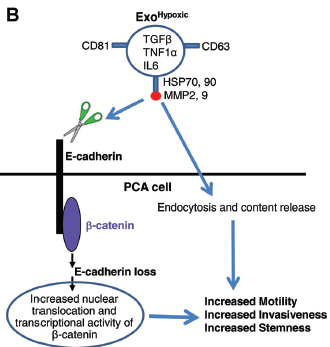 B
Exo^Hypoxic
CD81
TGFβ
TNF1α
IL6
CD63
HSP70, 90
MMP2, 9
E-cadherin
PCA cell
β-catenin
Endocytosis and content release
E-cadherin loss
Increased nuclear
translocation and
transcriptional activity of
β-catenin
Increased Motility
Increased Invasiveness
Increased Stemness